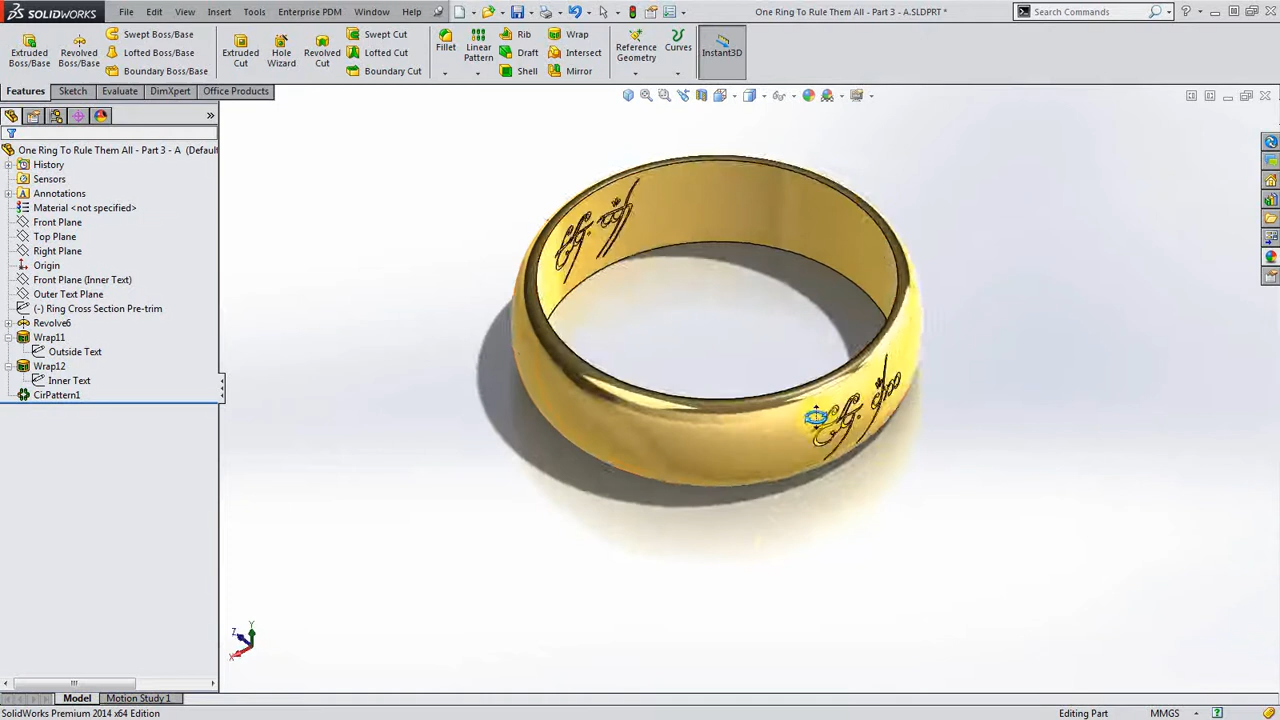 SOLIDWORKS File Edit View Insert Tools Enterprise PDM Window Help One Ring To Rule Them All - Part 3 - A.SLDPRT * Search Commands
Extruded Boss/Base
Revolved Boss/Base
Swept Boss/Base
Lofted Boss/Base
Boundary Boss/Base
Extruded Cut
Hole Wizard
Revolved Cut
Swept Cut
Lofted Cut
Boundary Cut
Fillet
Linear Pattern
Rib
Draft
Shell
Wrap
Intersect
Mirror
Reference Geometry
Curves
Instant3D
Features Sketch Evaluate DimXpert Office Products
One Ring To Rule Them All - Part 3 - A (Default
History
Sensors
Annotations
Material <not specified>
Front Plane
Top Plane
Right Plane
Origin
Front Plane (Inner Text)
Outer Text Plane
(-) Ring Cross Section Pre-trim
Revolve6
Wrap11
Outside Text
Wrap12
Inner Text
CirPattern1
Y
Z
X
Model Motion Study 1
SolidWorks Premium 2014 x64 Edition Editing Part MMGS